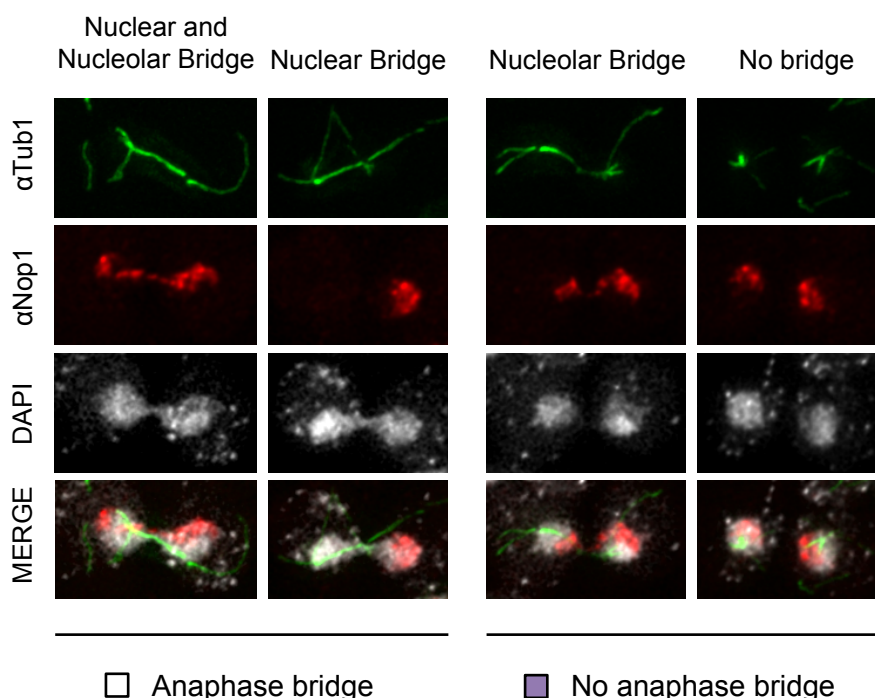 Nuclear and
Nucleolar Bridge
Nuclear Bridge
Nucleolar Bridge
No bridge
αTub1
αNop1
DAPI
MERGE
Anaphase bridge
No anaphase bridge